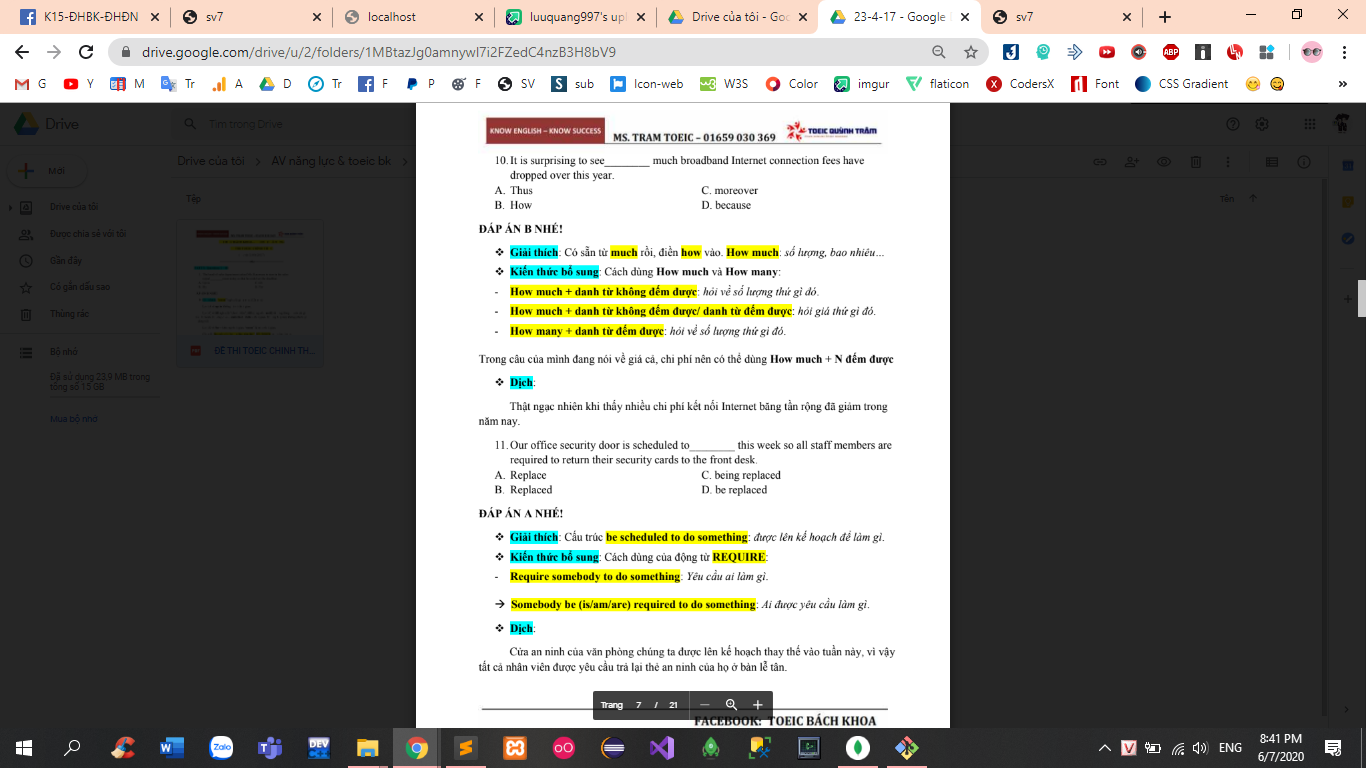 K15-ĐHBK-ĐHĐN
sv7
localhost
luuquang997's upl
Drive của tôi - Goo
23-4-17 - Google
sv7
drive.google.com/drive/u/2/folders/1MBtazJg0amnywI7i2FZedC4nzB3H8bV9
G Y M Tr A D Tr F P F SV sub Icon-web W3S Color imgur flaticon CodersX Font CSS Gradient »
Drive
Tìm trong Drive
Mới
Drive của tôi > AV năng lực & toeic bk >
Drive của tôi
Được chia sẻ với tôi
Gần đây
Có gắn dấu sao
Thùng rác
Bộ nhớ
Đã sử dụng 23,9 MB trong
tổng số 15 GB
Mua bộ nhớ
Tệp
Tên
ĐỀ THI TOEIC CHINH TH...
KNOW ENGLISH – KNOW SUCCESS
MS. TRAM TOEIC – 01659 030 369
TOEIC QUỲNH TRÂM
10. It is surprising to see________ much broadband Internet connection fees have
dropped over this year.
A. Thus C. moreover
B. How D. because
ĐÁP ÁN B NHÉ!
❖ Giải thích: Có sẵn từ much rồi, điền how vào. How much: số lượng, bao nhiêu...
❖ Kiến thức bổ sung: Cách dùng How much và How many:
- How much + danh từ không đếm được: hỏi về số lượng thứ gì đó.
- How much + danh từ không đếm được/ danh từ đếm được: hỏi giá thứ gì đó.
- How many + danh từ đếm được: hỏi về số lượng thứ gì đó.
Trong câu của mình đang nói về giá cả, chi phí nên có thể dùng How much + N đếm được
❖ Dịch:
Thật ngạc nhiên khi thấy nhiều chi phí kết nối Internet băng tần rộng đã giảm trong
năm nay.
11. Our office security door is scheduled to________ this week so all staff members are
required to return their security cards to the front desk.
A. Replace C. being replaced
B. Replaced D. be replaced
ĐÁP ÁN A NHÉ!
❖ Giải thích: Cấu trúc be scheduled to do something: được lên kế hoạch để làm gì.
❖ Kiến thức bổ sung: Cách dùng của động từ REQUIRE:
- Require somebody to do something: Yêu cầu ai làm gì.
→ Somebody be (is/am/are) required to do something: Ai được yêu cầu làm gì.
❖ Dịch:
Cửa an ninh của văn phòng chúng ta được lên kế hoạch thay thế vào tuần này, vì vậy
tất cả nhân viên được yêu cầu trả lại thẻ an ninh của họ ở bàn lễ tân.
Trang 7 / 21
FACEBOOK: TOEIC BÁCH KHOA
ENG
8:41 PM
6/7/2020